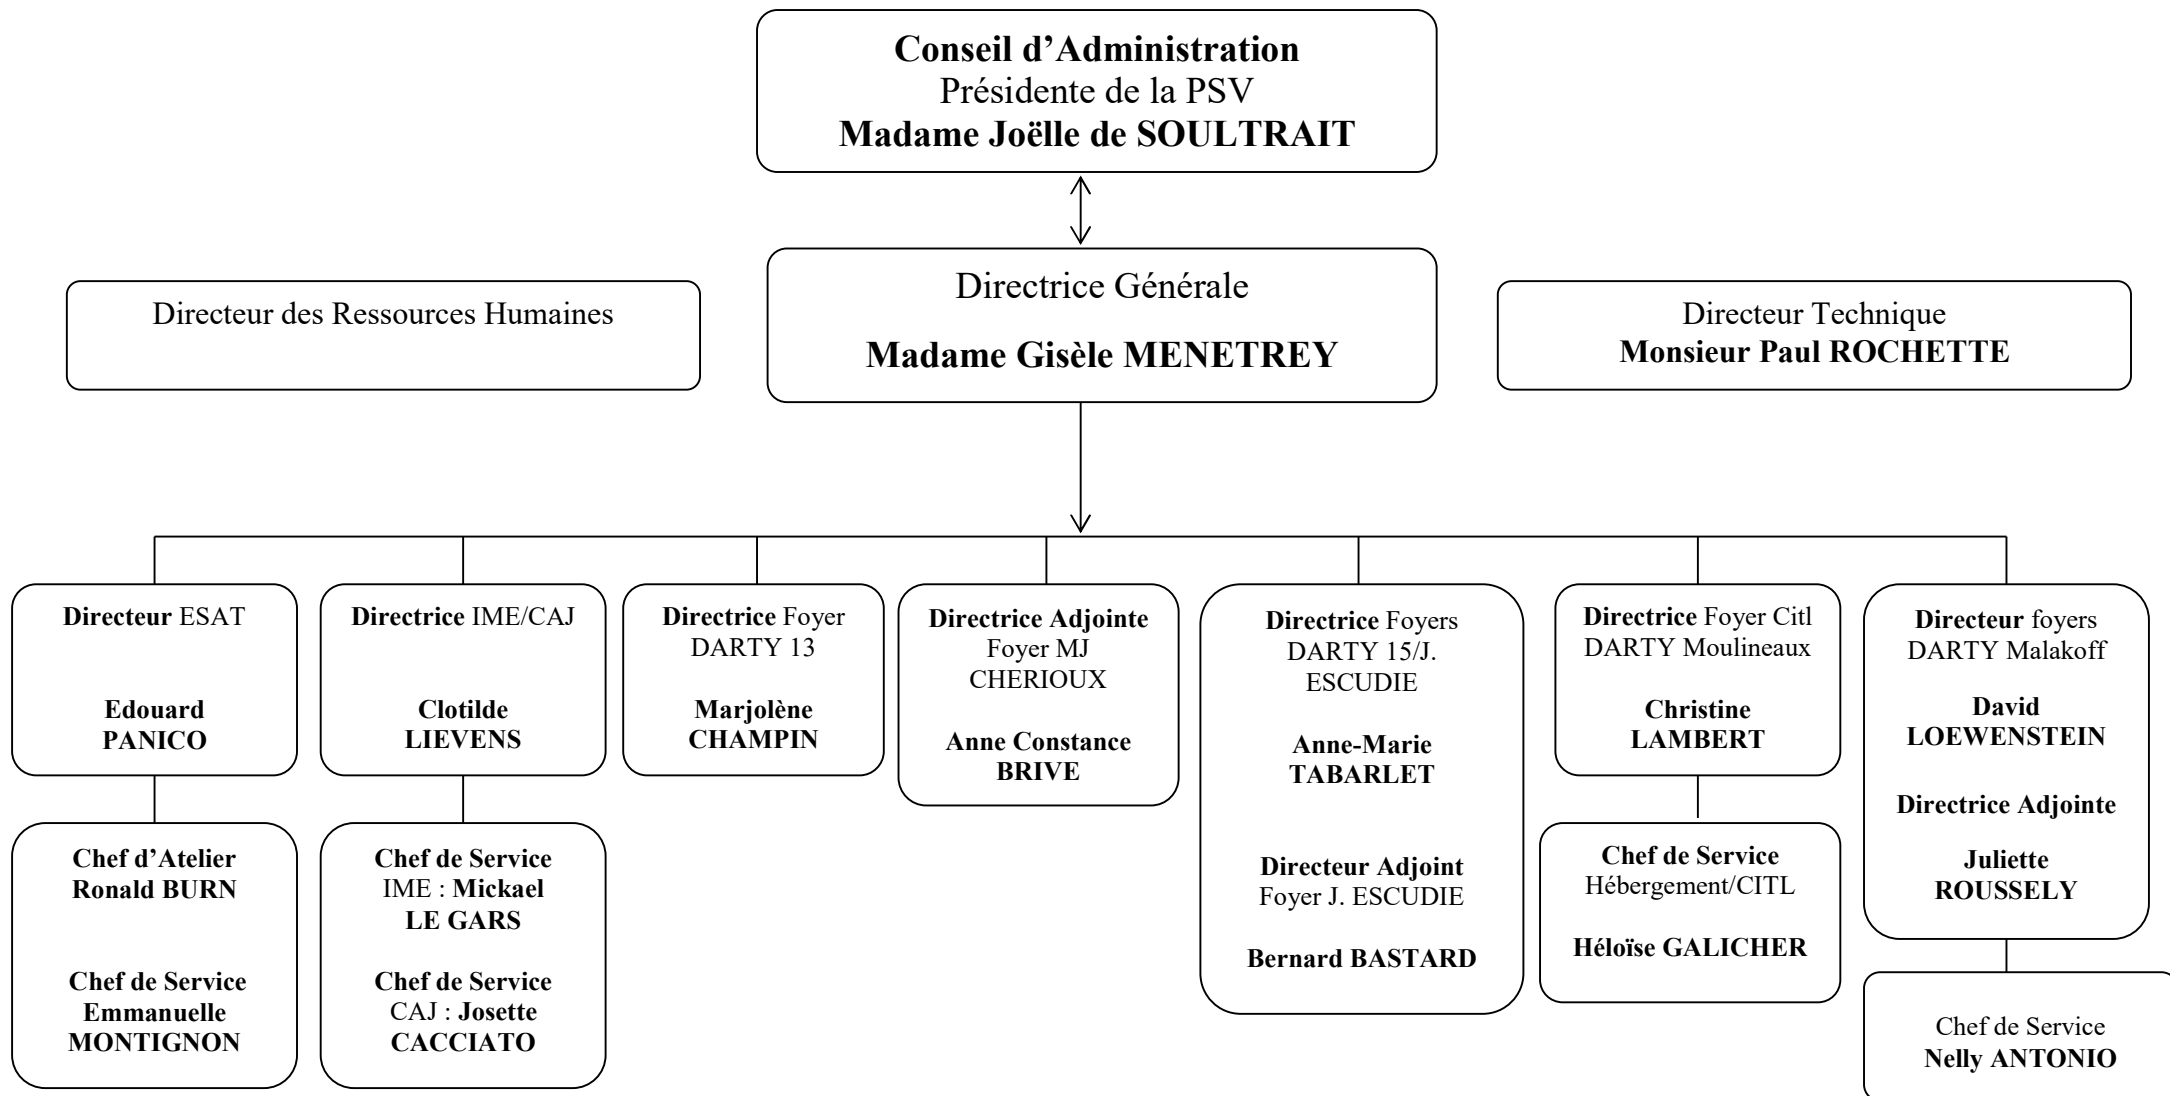 Conseil d’Administration
Présidente de la PSV
Madame Joëlle de SOULTRAIT
Directeur des Ressources Humaines
Directrice Générale
Madame Gisèle MENETREY
Directeur Technique
Monsieur Paul ROCHETTE
Directeur ESAT
Edouard
PANICO
Directrice IME/CAJ
Clotilde
LIEVENS
Directrice Foyer
DARTY 13
Marjolène
CHAMPIN
Directrice Adjointe
Foyer MJ
CHERIOUX
Anne Constance
BRIVE
Directrice Foyers
DARTY 15/J.
ESCUDIE
Anne-Marie
TABARLET
Directeur Adjoint
Foyer J. ESCUDIE
Bernard BASTARD
Directrice Foyer Citl
DARTY Moulineaux
Christine
LAMBERT
Directeur foyers
DARTY Malakoff
David
LOEWENSTEIN
Directrice Adjointe
Juliette
ROUSSELY
Chef d’Atelier
Ronald BURN
Chef de Service
Emmanuelle
MONTIGNON
Chef de Service
IME : Mickael
LE GARS
Chef de Service
CAJ : Josette
CACCIATO
Chef de Service
Hébergement/CITL
Héloïse GALICHER
Chef de Service
Nelly ANTONIO